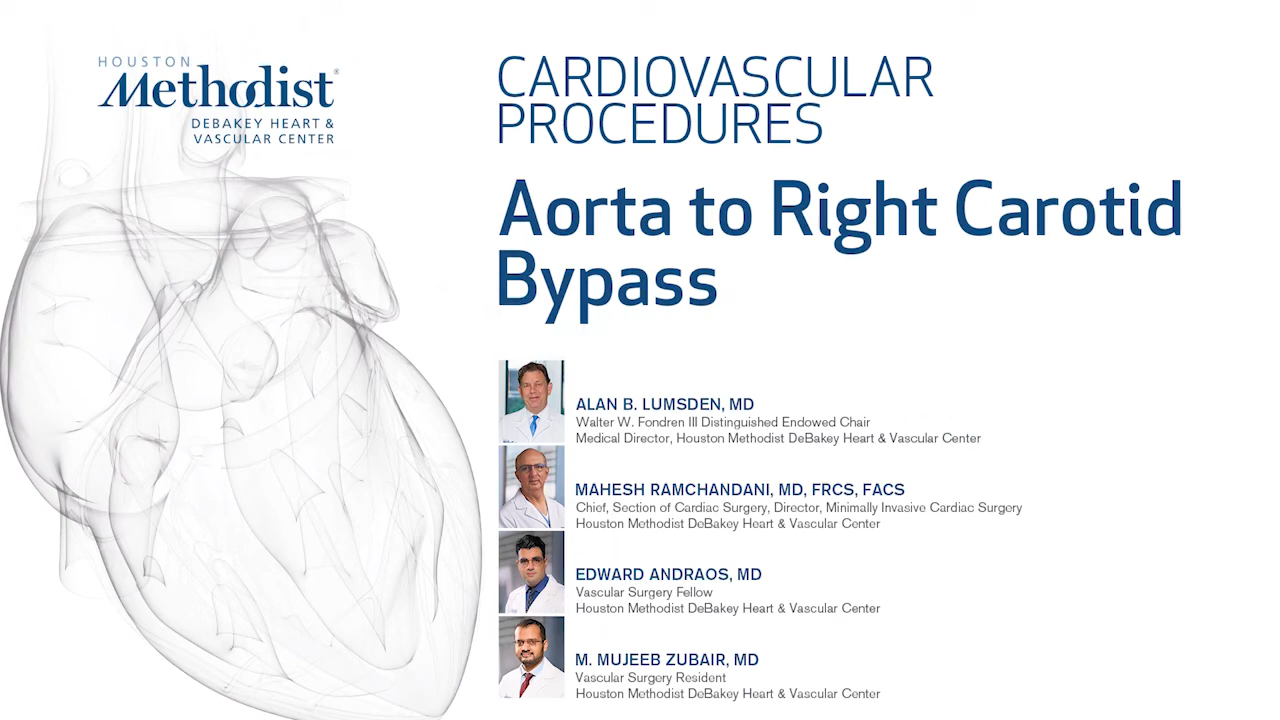 HOUSTON
Methodist®
DEBAKEY HEART &
VASCULAR CENTER
CARDIOVASCULAR
PROCEDURES
Aorta to Right Carotid
Bypass
ALAN B. LUMSDEN, MD
Walter W. Fondren III Distinguished Endowed Chair
Medical Director, Houston Methodist DeBakey Heart & Vascular Center
MAHESH RAMCHANDANI, MD, FRCS, FACS
Chief, Section of Cardiac Surgery, Director, Minimally Invasive Cardiac Surgery
Houston Methodist DeBakey Heart & Vascular Center
EDWARD ANDRAOS, MD
Vascular Surgery Fellow
Houston Methodist DeBakey Heart & Vascular Center
M. MUJEEB ZUBAIR, MD
Vascular Surgery Resident
Houston Methodist DeBakey Heart & Vascular Center